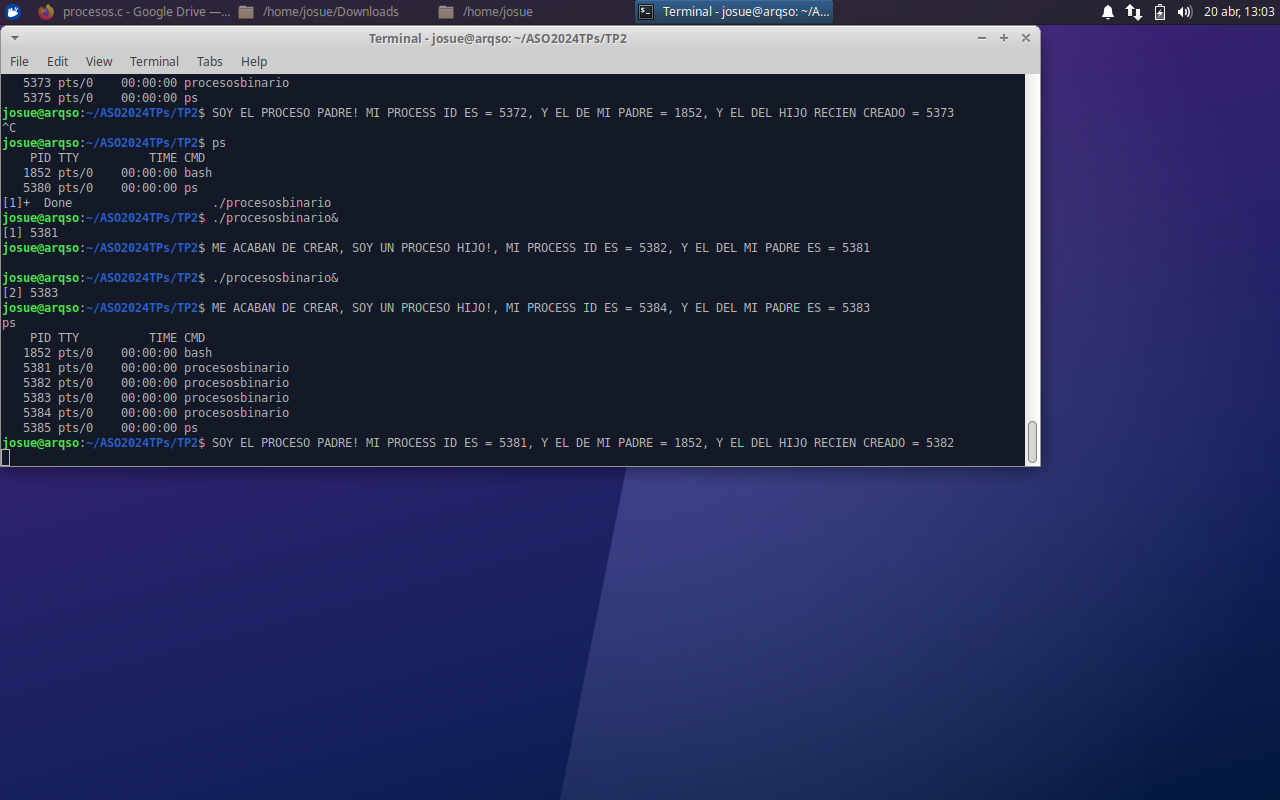 procesos.c - Google Drive —... /home/josue/Downloads /home/josue Terminal - josue@arqso: ~/A... 20 abr, 13:03
Terminal - josue@arqso: ~/ASO2024TPs/TP2
File Edit View Terminal Tabs Help
5373 pts/0 00:00:00 procesosbinario
5375 pts/0 00:00:00 ps
josue@arqso:~/ASO2024TPs/TP2$ SOY EL PROCESO PADRE! MI PROCESS ID ES = 5372, Y EL DE MI PADRE = 1852, Y EL DEL HIJO RECIEN CREADO = 5373
^C
josue@arqso:~/ASO2024TPs/TP2$ ps
PID TTY TIME CMD
1852 pts/0 00:00:00 bash
5380 pts/0 00:00:00 ps
[1]+ Done ./procesosbinario
josue@arqso:~/ASO2024TPs/TP2$ ./procesosbinario&
[1] 5381
josue@arqso:~/ASO2024TPs/TP2$ ME ACABAN DE CREAR, SOY UN PROCESO HIJO!, MI PROCESS ID ES = 5382, Y EL DEL MI PADRE ES = 5381
josue@arqso:~/ASO2024TPs/TP2$ ./procesosbinario&
[2] 5383
josue@arqso:~/ASO2024TPs/TP2$ ME ACABAN DE CREAR, SOY UN PROCESO HIJO!, MI PROCESS ID ES = 5384, Y EL DEL MI PADRE ES = 5383
ps
PID TTY TIME CMD
1852 pts/0 00:00:00 bash
5381 pts/0 00:00:00 procesosbinario
5382 pts/0 00:00:00 procesosbinario
5383 pts/0 00:00:00 procesosbinario
5384 pts/0 00:00:00 procesosbinario
5385 pts/0 00:00:00 ps
josue@arqso:~/ASO2024TPs/TP2$ SOY EL PROCESO PADRE! MI PROCESS ID ES = 5381, Y EL DE MI PADRE = 1852, Y EL DEL HIJO RECIEN CREADO = 5382